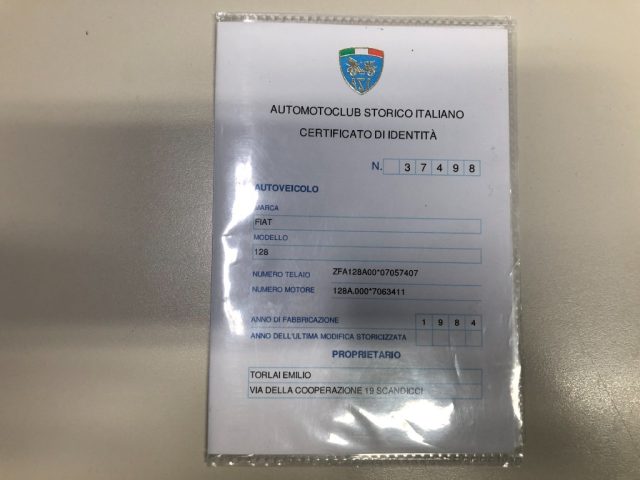 AUTOMOTOCLUB STORICO ITALIANO
CERTIFICATO DI IDENTITÀ
N. 37498
AUTOVEICOLO
MARCA
FIAT
MODELLO
128
NUMERO TELAIO ZFA128A00*07057407
NUMERO MOTORE 128A.000*7063411
ANNO DI FABBRICAZIONE 1984
ANNO DELL'ULTIMA MODIFICA STORICIZZATA
PROPRIETARIO
TORLAI EMILIO
VIA DELLA COOPERAZIONE 19 SCANDICCI